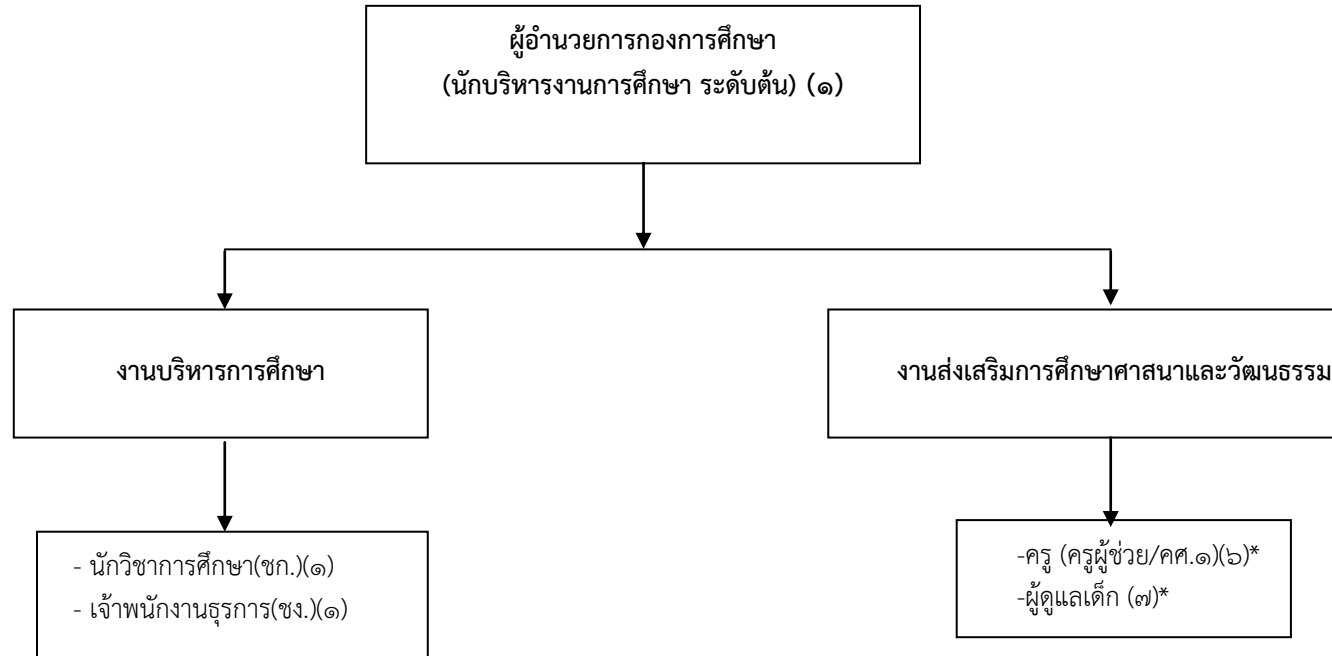 ผู้อำนวยการกองการศึกษา
(นักบริหารงานการศึกษา ระดับต้น) (๑)
งานบริหารการศึกษา
งานส่งเสริมการศึกษาศาสนาและวัฒนธรรม
- นักวิชาการศึกษา(ชก.)(๑)
- เจ้าพนักงานธุรการ(ชง.)(๑)
-ครู (ครูผู้ช่วย/คศ.๑)(๖)*
-ผู้ดูแลเด็ก (๗)*